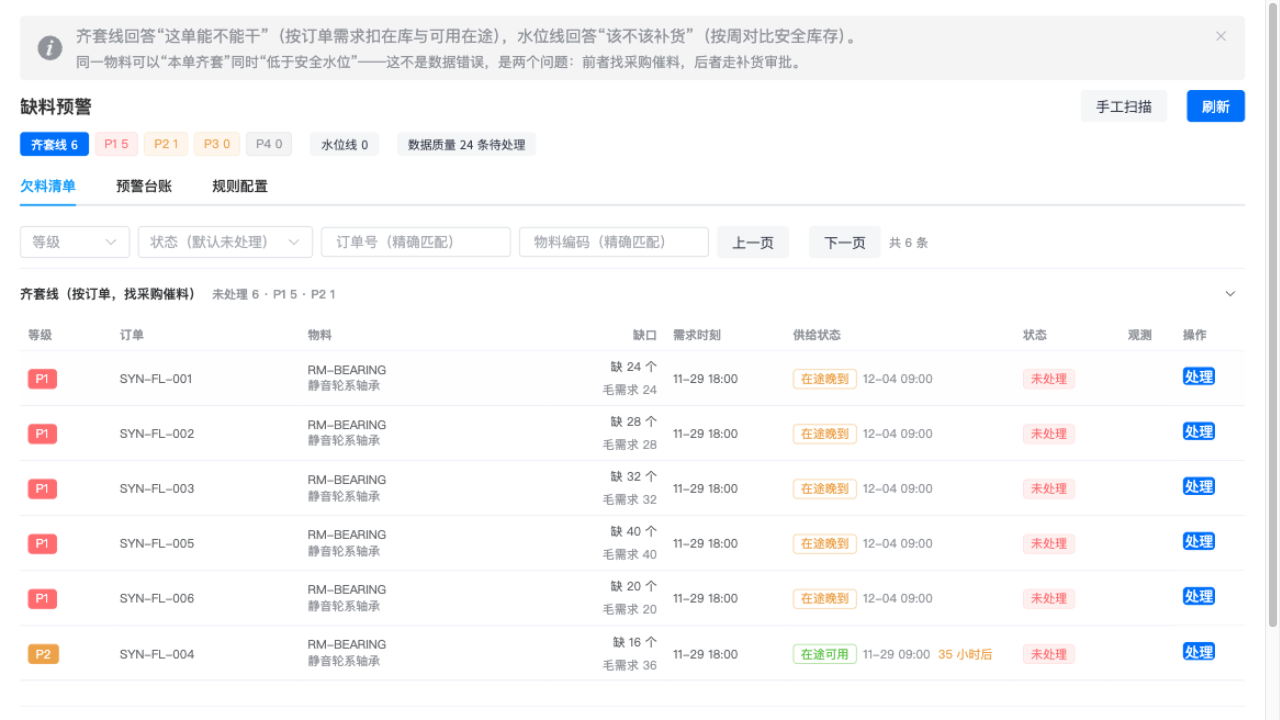 齐套线回答“这单能不能干”（按订单需求扣在库与可用在途），水位线回答“该不该补货”（按周对比安全库存）。
同一物料可以“本单齐套”同时“低于安全水位”——这不是数据错误，是两个问题：前者找采购催料，后者走补货审批。
缺料预警 手工扫描 刷新
齐套线 6 P1 5 P2 1 P3 0 P4 0 水位线 0 数据质量 24 条待处理
欠料清单 预警台账 规则配置
等级 状态（默认未处理） 订单号（精确匹配） 物料编码（精确匹配） 上一页 下一页 共 6 条
齐套线（按订单，找采购催料） 未处理 6 · P1 5 · P2 1
等级 订单 物料 缺口 需求时刻 供给状态 状态 观测 操作
P1 SYN-FL-001 RM-BEARING 缺 24 个 11-29 18:00 在途晚到 12-04 09:00 未处理 处理
静音轮系轴承 毛需求 24
P1 SYN-FL-002 RM-BEARING 缺 28 个 11-29 18:00 在途晚到 12-04 09:00 未处理 处理
静音轮系轴承 毛需求 28
P1 SYN-FL-003 RM-BEARING 缺 32 个 11-29 18:00 在途晚到 12-04 09:00 未处理 处理
静音轮系轴承 毛需求 32
P1 SYN-FL-005 RM-BEARING 缺 40 个 11-29 18:00 在途晚到 12-04 09:00 未处理 处理
静音轮系轴承 毛需求 40
P1 SYN-FL-006 RM-BEARING 缺 20 个 11-29 18:00 在途晚到 12-04 09:00 未处理 处理
静音轮系轴承 毛需求 20
P2 SYN-FL-004 RM-BEARING 缺 16 个 11-29 18:00 在途可用 11-29 09:00 35 小时后 未处理 处理
静音轮系轴承 毛需求 36